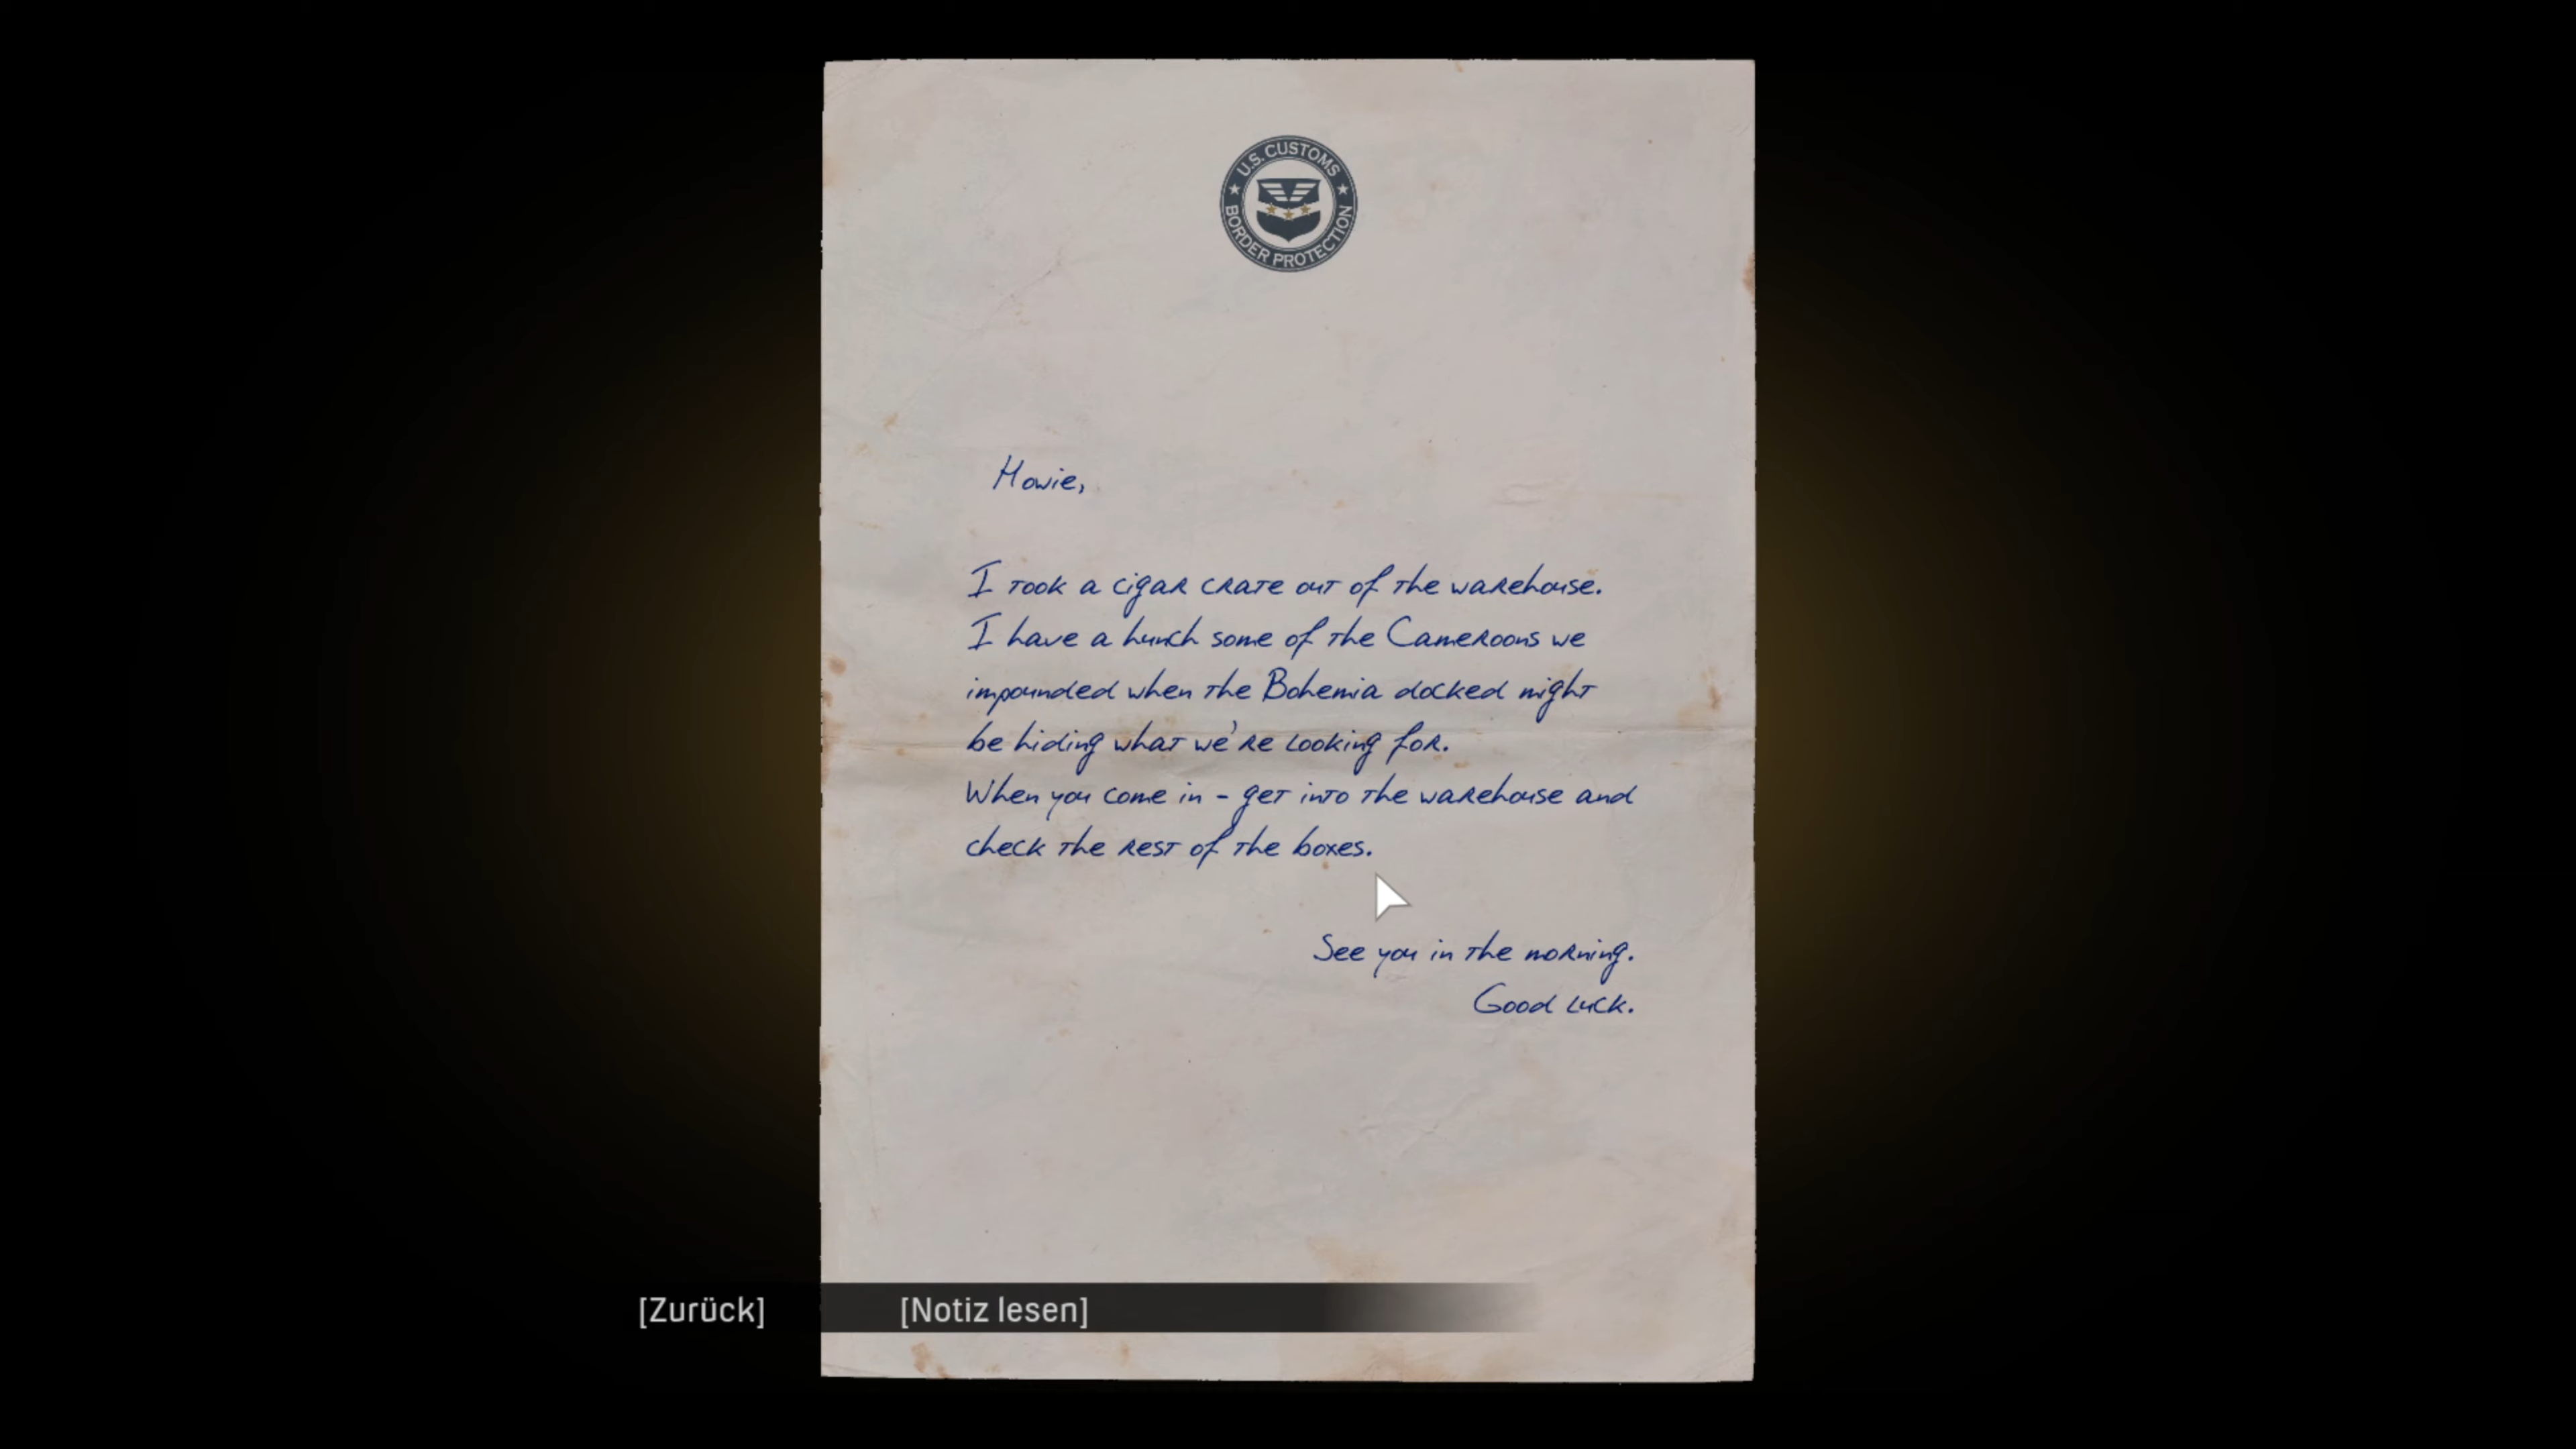 U.S. CUSTOMS
BORDER PROTECTION
Howie,
I took a cigar crate out of the warehouse.
I have a hunch some of the Cameroons we
impounded when the Bohemia docked might
be hiding what we're looking for.
When you come in - get into the warehouse and
check the rest of the boxes.
See you in the morning.
Good luck.
[Zurück] [Notiz lesen]